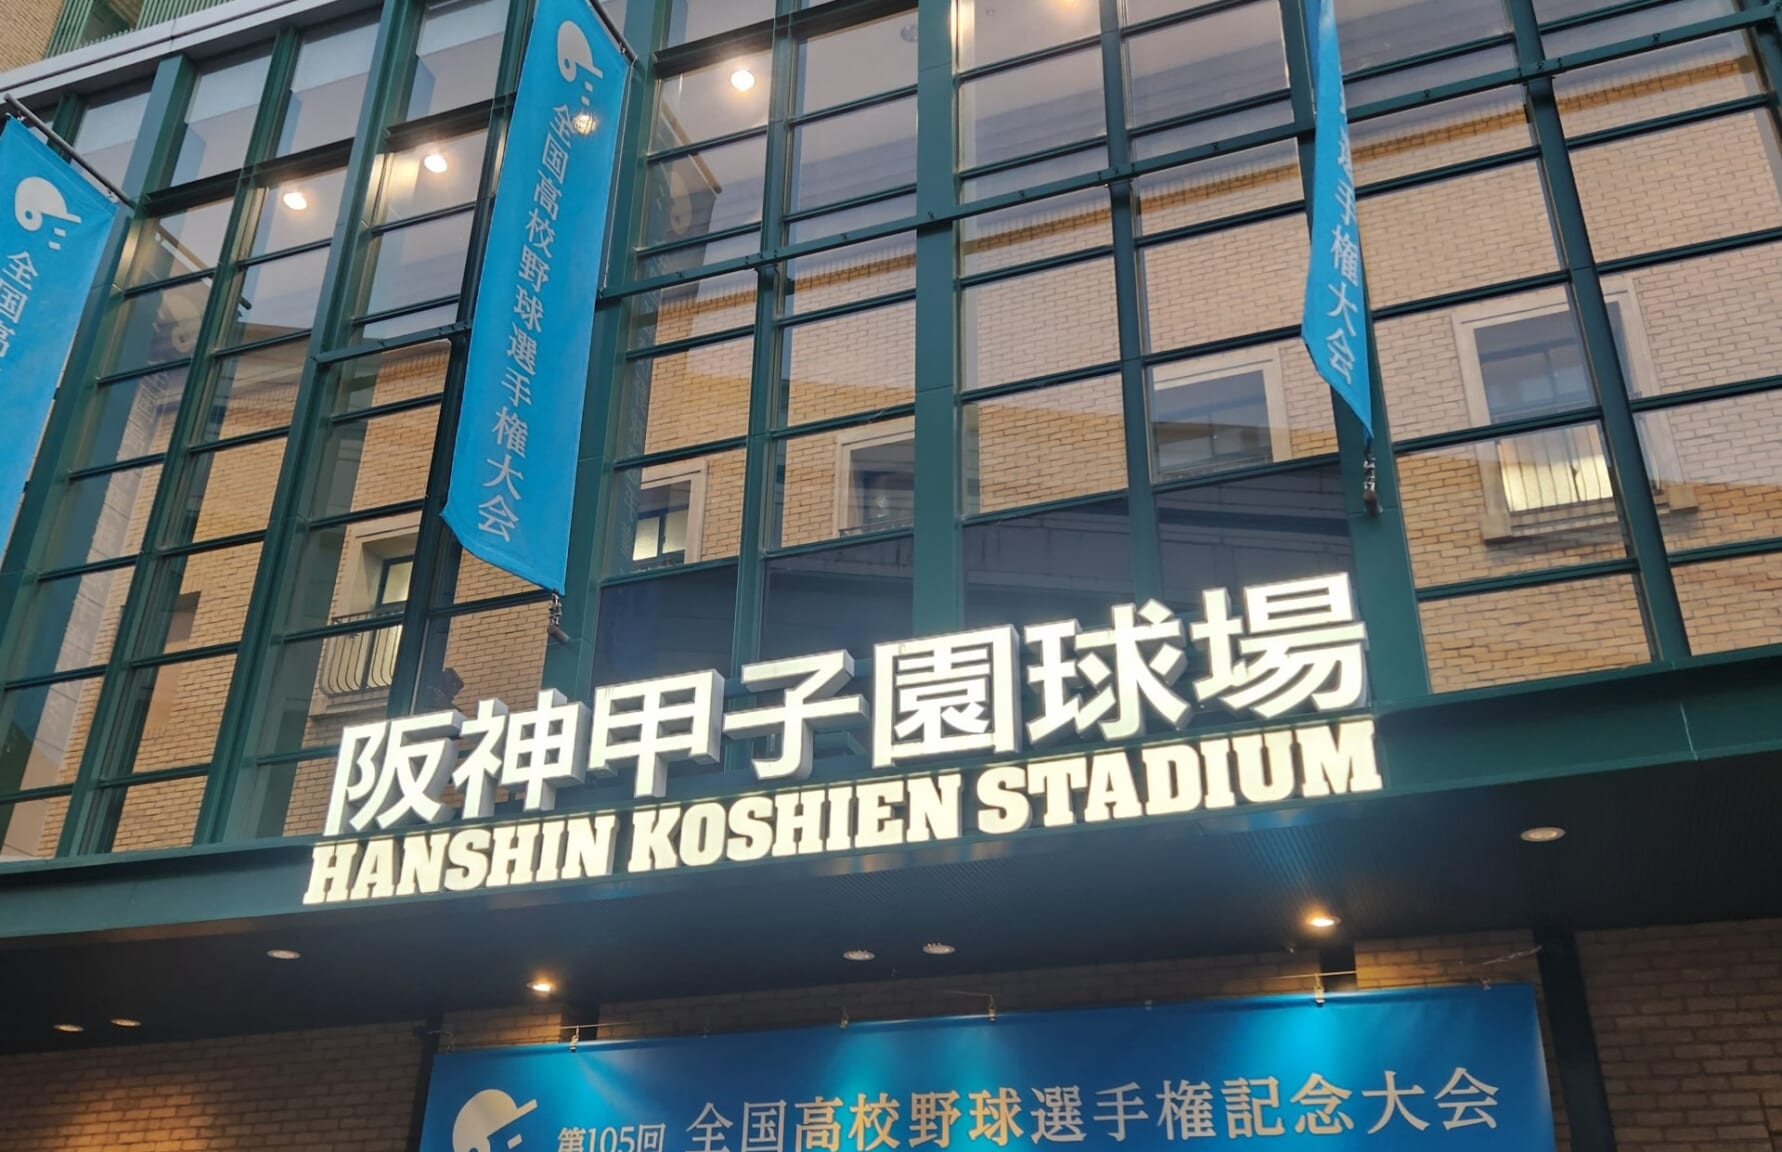 全国高
全国高校野球選手権大会
選手権大会
阪神甲子園球場
HANSHIN KOSHIEN STADIUM
第105回 全国高校野球選手権記念大会